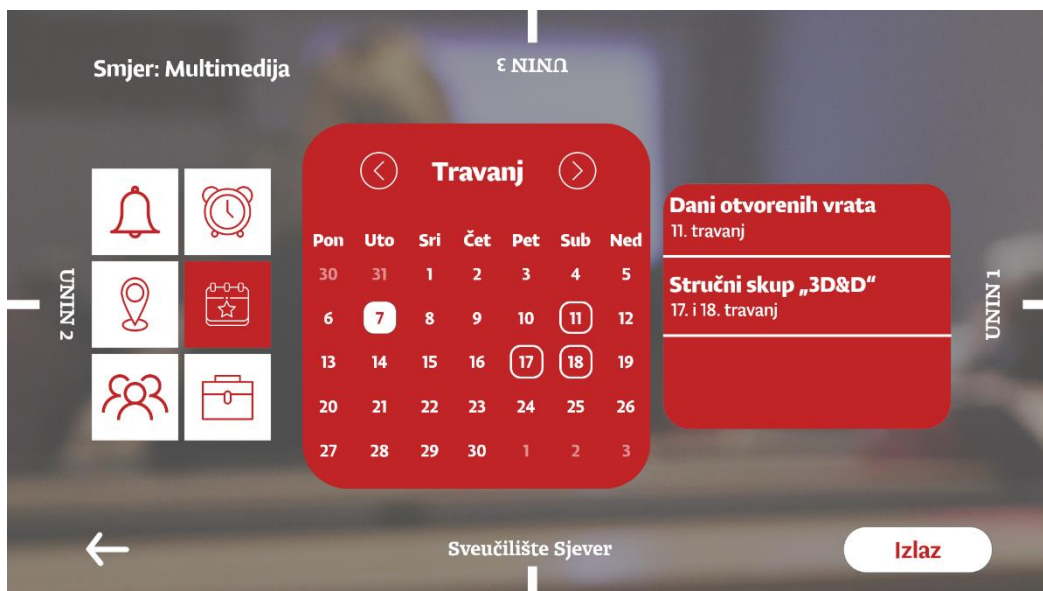 Smjer: Multimedija
UNIN 3
Travanj
Pon Uto Sri Čet Pet Sub Ned
30 31 1 2 3 4 5
6 7 8 9 10 11 12
13 14 15 16 17 18 19
20 21 22 23 24 25 26
27 28 29 30 1 2 3
Dani otvorenih vrata
11. travanj
Stručni skup „3D&D“
17. i 18. travanj
UNIN 2
UNIN 1
Sveučilište Sjever
Izlaz